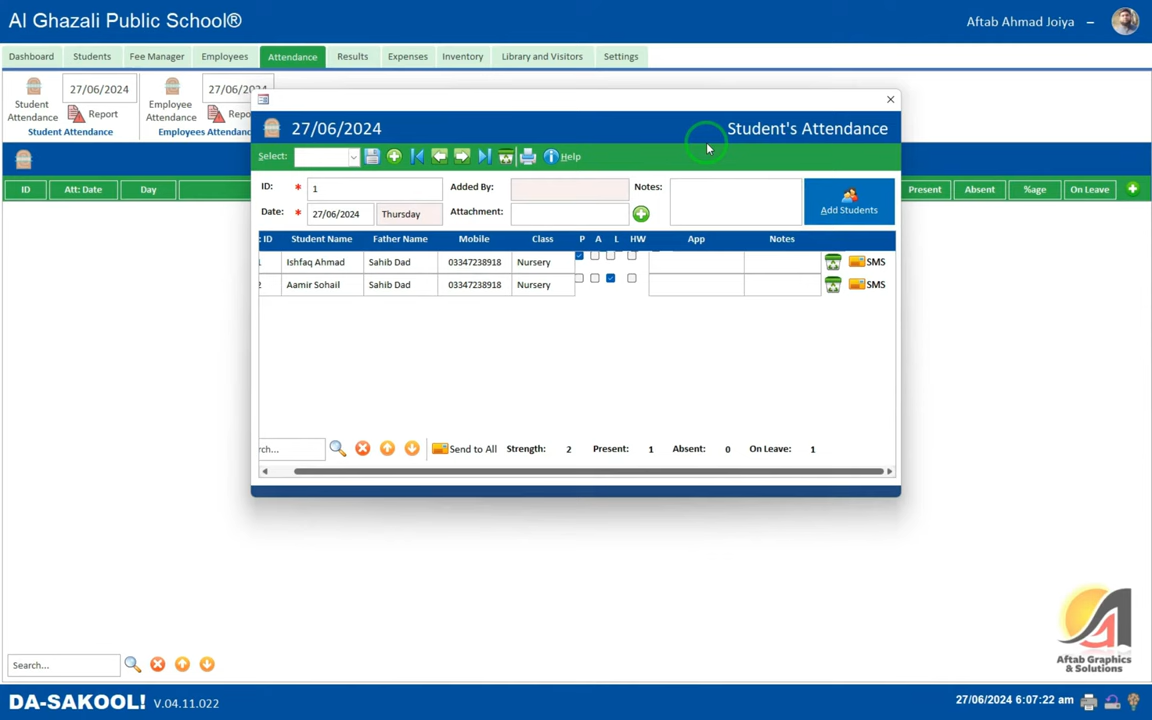 Al Ghazali Public School®
Aftab Ahmad Joiya
Dashboard Students Fee Manager Employees Attendance Results Expenses Inventory Library and Visitors Settings
Student Attendance
27/06/2024
Report
Student Attendance
Employee Attendance
27/06/2024
Employees
27/06/2024
Student's Attendance
Select:
Help
ID: * 1
Added By:
Notes:
Date: * 27/06/2024 Thursday
Attachment:
Add Students
ID Student Name Father Name Mobile Class P A L HW App Notes
1 Ishfaq Ahmad Sahib Dad 03347238918 Nursery SMS
2 Aamir Sohail Sahib Dad 03347238918 Nursery SMS
Send to All Strength: 2 Present: 1 Absent: 0 On Leave: 1
ID Att: Date Day Present Absent %age On Leave
Search...
Aftab Graphics
& Solutions
DA-SAKOOL! V.04.11.022
27/06/2024 6:07:22 am